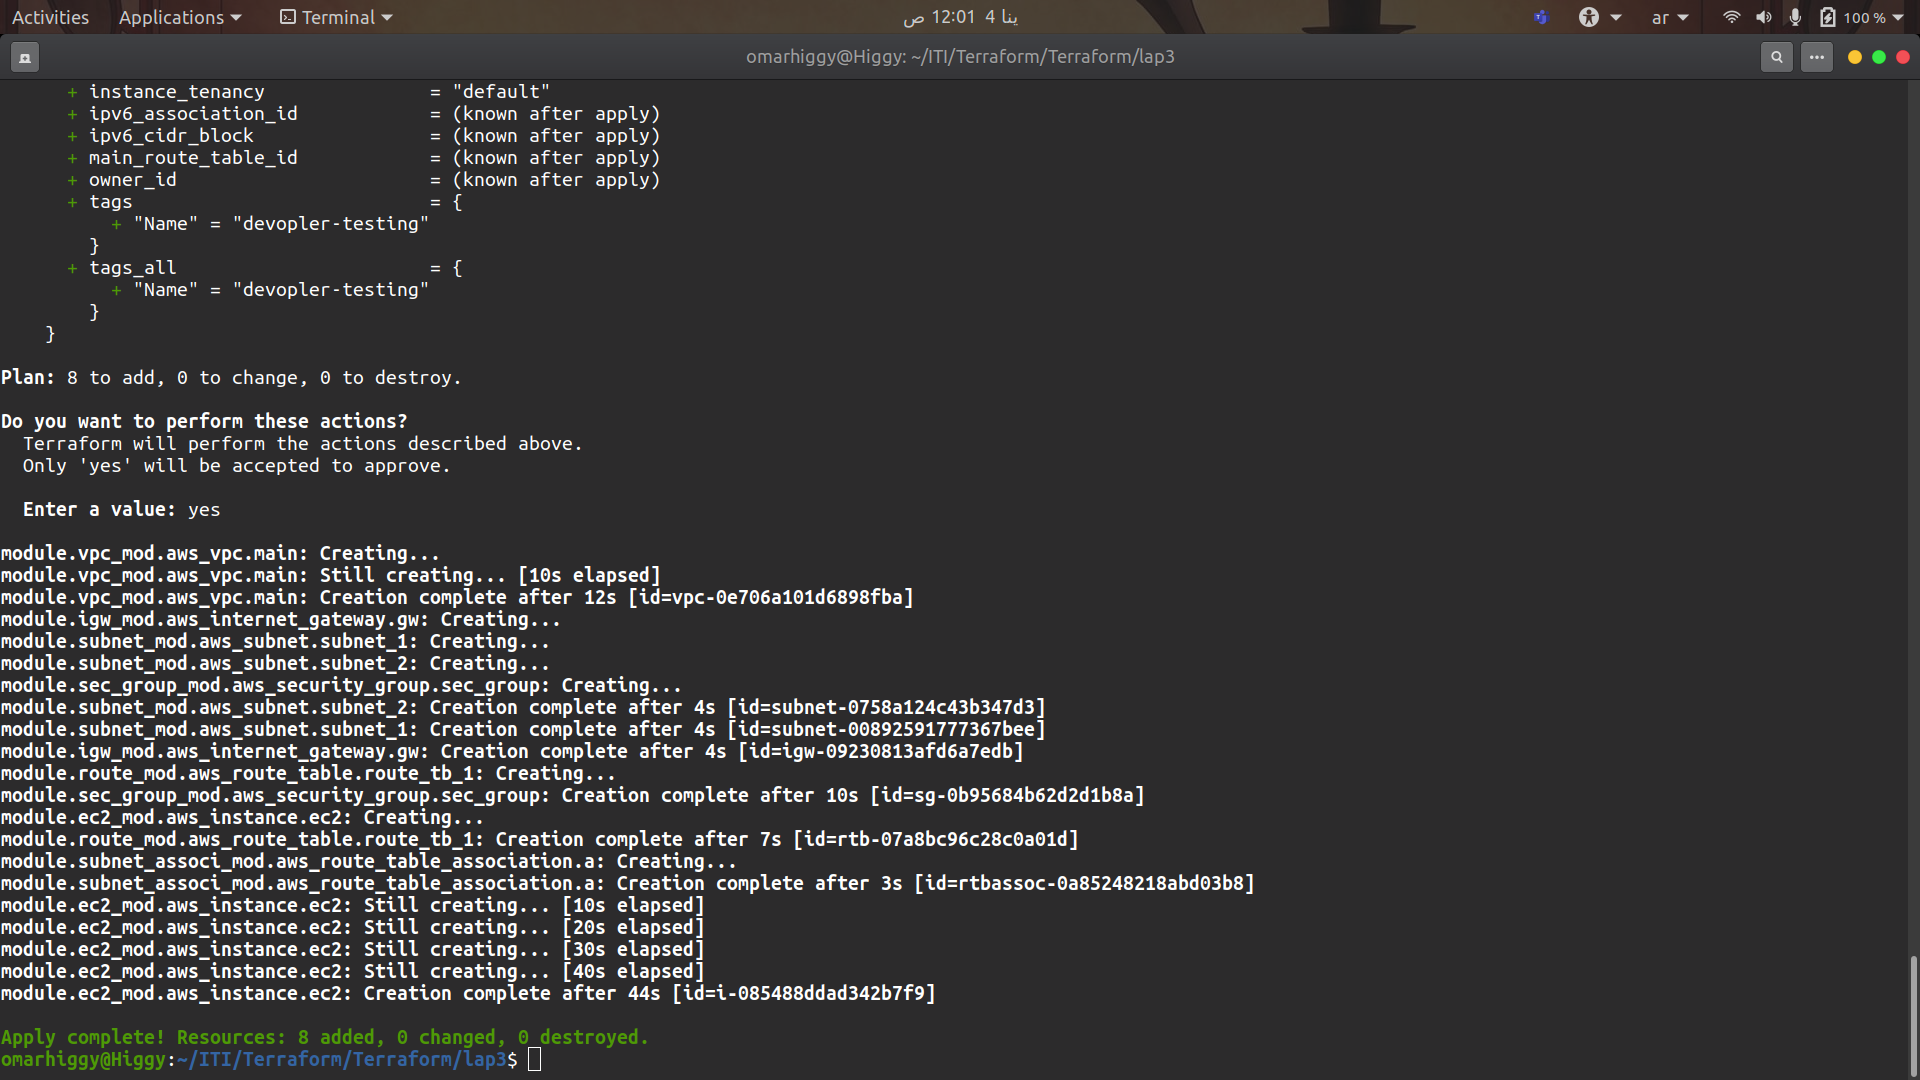 Activities Applications Terminal ينا 4 12:01 ص ar 100 %
omarhiggy@Higgy: ~/ITI/Terraform/Terraform/lap3
+ instance_tenancy = "default"
+ ipv6_association_id = (known after apply)
+ ipv6_cidr_block = (known after apply)
+ main_route_table_id = (known after apply)
+ owner_id = (known after apply)
+ tags = {
+ "Name" = "devopler-testing"
}
+ tags_all = {
+ "Name" = "devopler-testing"
}
}
Plan: 8 to add, 0 to change, 0 to destroy.
Do you want to perform these actions?
Terraform will perform the actions described above.
Only 'yes' will be accepted to approve.
Enter a value: yes
module.vpc_mod.aws_vpc.main: Creating...
module.vpc_mod.aws_vpc.main: Still creating... [10s elapsed]
module.vpc_mod.aws_vpc.main: Creation complete after 12s [id=vpc-0e706a101d6898fba]
module.igw_mod.aws_internet_gateway.gw: Creating...
module.subnet_mod.aws_subnet.subnet_1: Creating...
module.subnet_mod.aws_subnet.subnet_2: Creating...
module.sec_group_mod.aws_security_group.sec_group: Creating...
module.subnet_mod.aws_subnet.subnet_2: Creation complete after 4s [id=subnet-0758a124c43b347d3]
module.subnet_mod.aws_subnet.subnet_1: Creation complete after 4s [id=subnet-00892591777367bee]
module.igw_mod.aws_internet_gateway.gw: Creation complete after 4s [id=igw-09230813afd6a7edb]
module.route_mod.aws_route_table.route_tb_1: Creating...
module.sec_group_mod.aws_security_group.sec_group: Creation complete after 10s [id=sg-0b95684b62d2d1b8a]
module.ec2_mod.aws_instance.ec2: Creating...
module.route_mod.aws_route_table.route_tb_1: Creation complete after 7s [id=rtb-07a8bc96c28c0a01d]
module.subnet_associ_mod.aws_route_table_association.a: Creating...
module.subnet_associ_mod.aws_route_table_association.a: Creation complete after 3s [id=rtbassoc-0a85248218abd03b8]
module.ec2_mod.aws_instance.ec2: Still creating... [10s elapsed]
module.ec2_mod.aws_instance.ec2: Still creating... [20s elapsed]
module.ec2_mod.aws_instance.ec2: Still creating... [30s elapsed]
module.ec2_mod.aws_instance.ec2: Still creating... [40s elapsed]
module.ec2_mod.aws_instance.ec2: Creation complete after 44s [id=i-085488ddad342b7f9]
Apply complete! Resources: 8 added, 0 changed, 0 destroyed.
omarhiggy@Higgy:~/ITI/Terraform/Terraform/lap3$